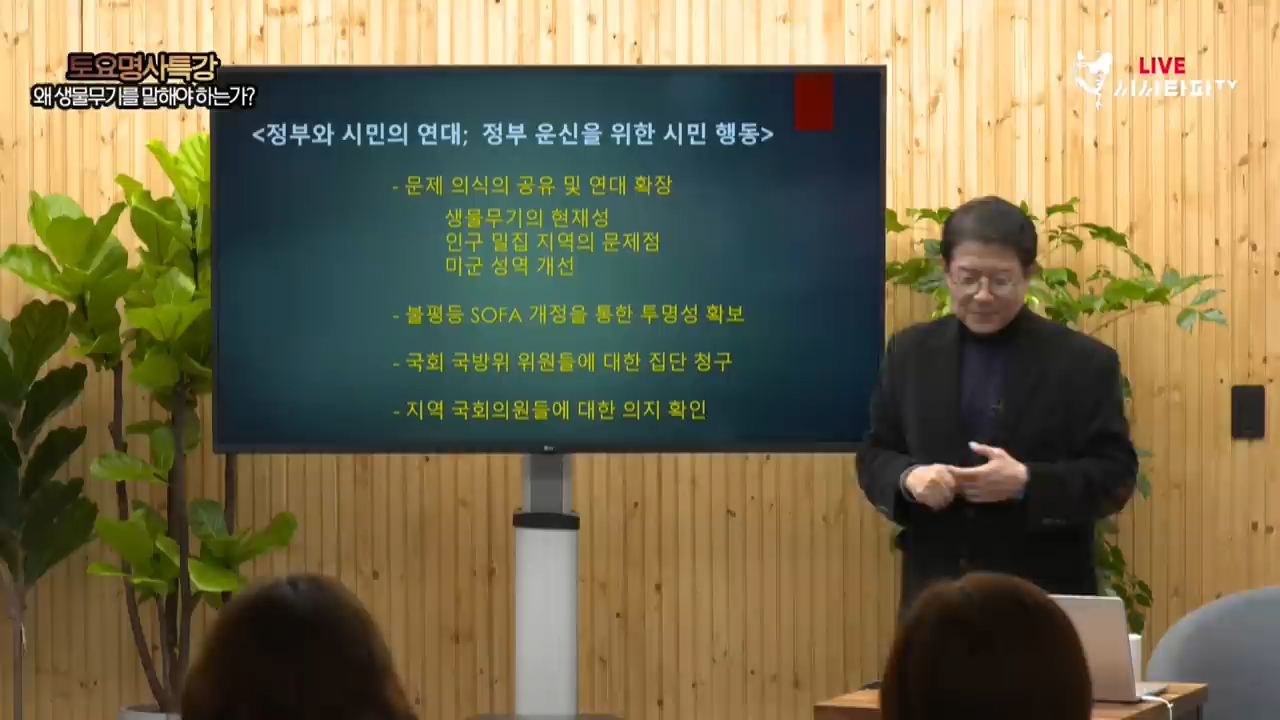 토요명사특강
왜 생물무기를 말해야 하는가?
LIVE
시사타파TV
<정부와 시민의 연대; 정부 운신을 위한 시민 행동>
- 문제 의식의 공유 및 연대 확장
생물무기의 현재성
인구 밀집 지역의 문제점
미군 성역 개선
- 불평등 SOFA 개정을 통한 투명성 확보
- 국회 국방위 위원들에 대한 집단 청구
- 지역 국회의원들에 대한 의지 확인